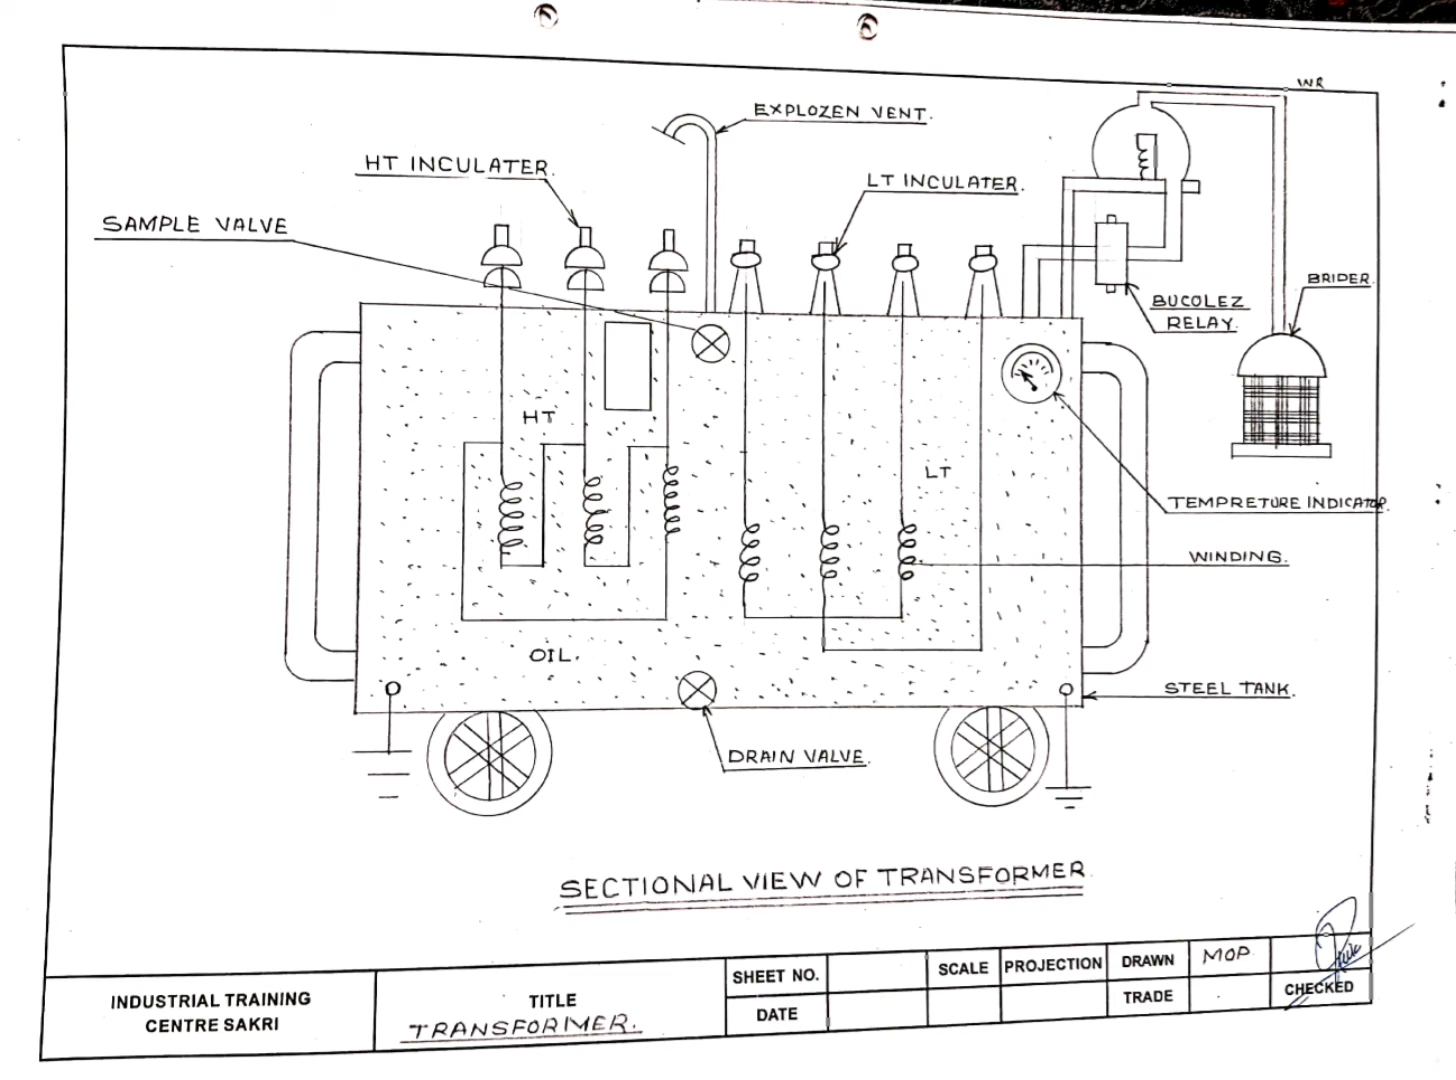 WR
EXPLOZEN VENT.
HT INCULATER.
LT INCULATER.
SAMPLE VALVE
BRIDER.
BUCOLEZ
RELAY.
HT
LT
TEMPRETURE INDICATOR
WINDING.
OIL.
STEEL TANK.
DRAIN VALVE.
SECTIONAL VIEW OF TRANSFORMER
INDUSTRIAL TRAINING
CENTRE SAKRI
TITLE
TRANSFORMER.
SHEET NO.
DATE
SCALE
PROJECTION
DRAWN
MOP
TRADE
CHECKED